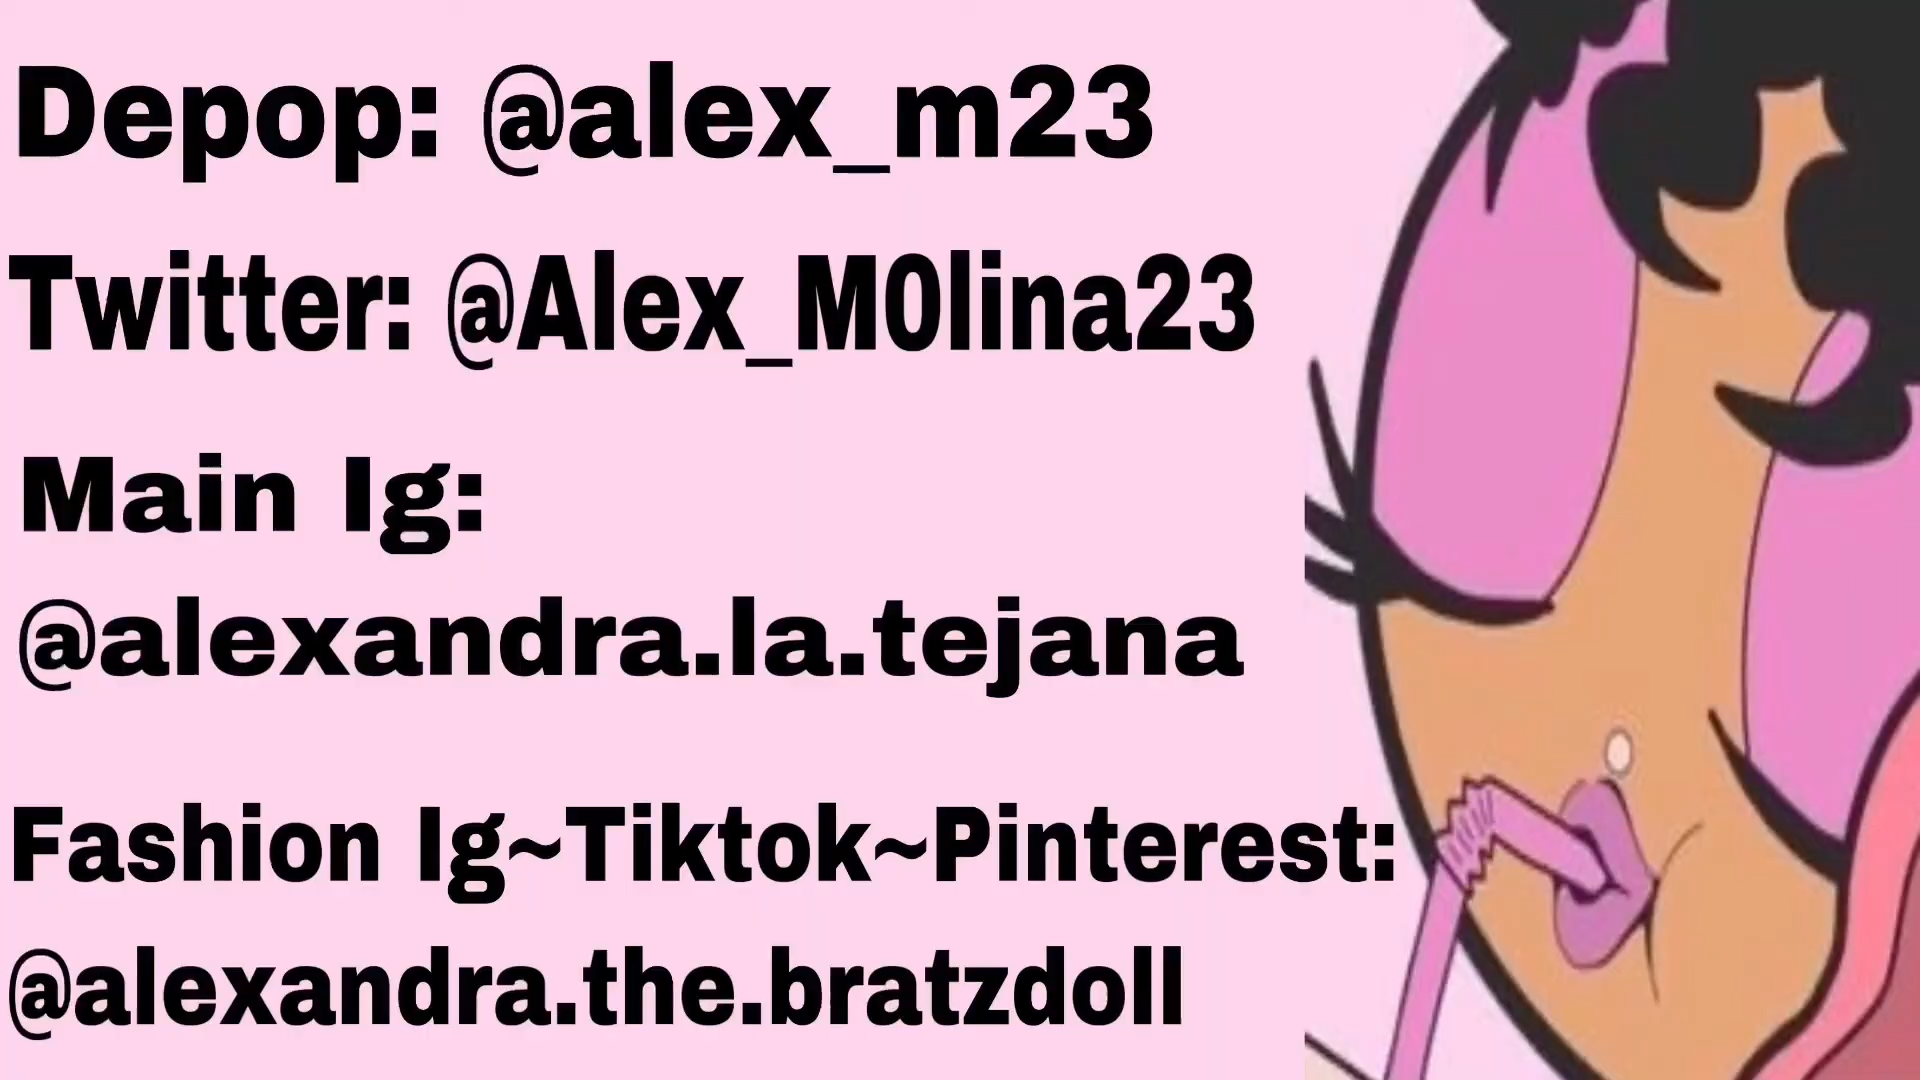 Depop: @alex_m23
Twitter: @Alex_M0lina23
Main Ig:
@alexandra.la.tejana
Fashion Ig~Tiktok~Pinterest:
@alexandra.the.bratzdoll